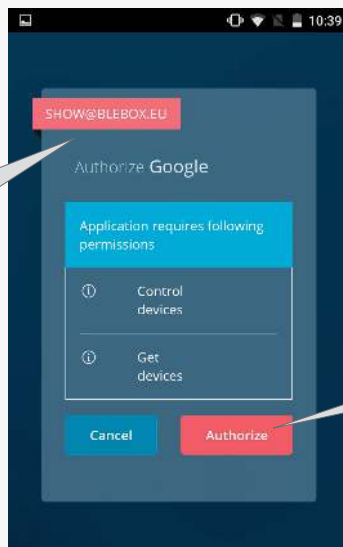 10:39
SHOW@BLEBOX.EU
Authorize Google
Application requires following
permissions
Control
devices
Get
devices
Cancel
Authorize